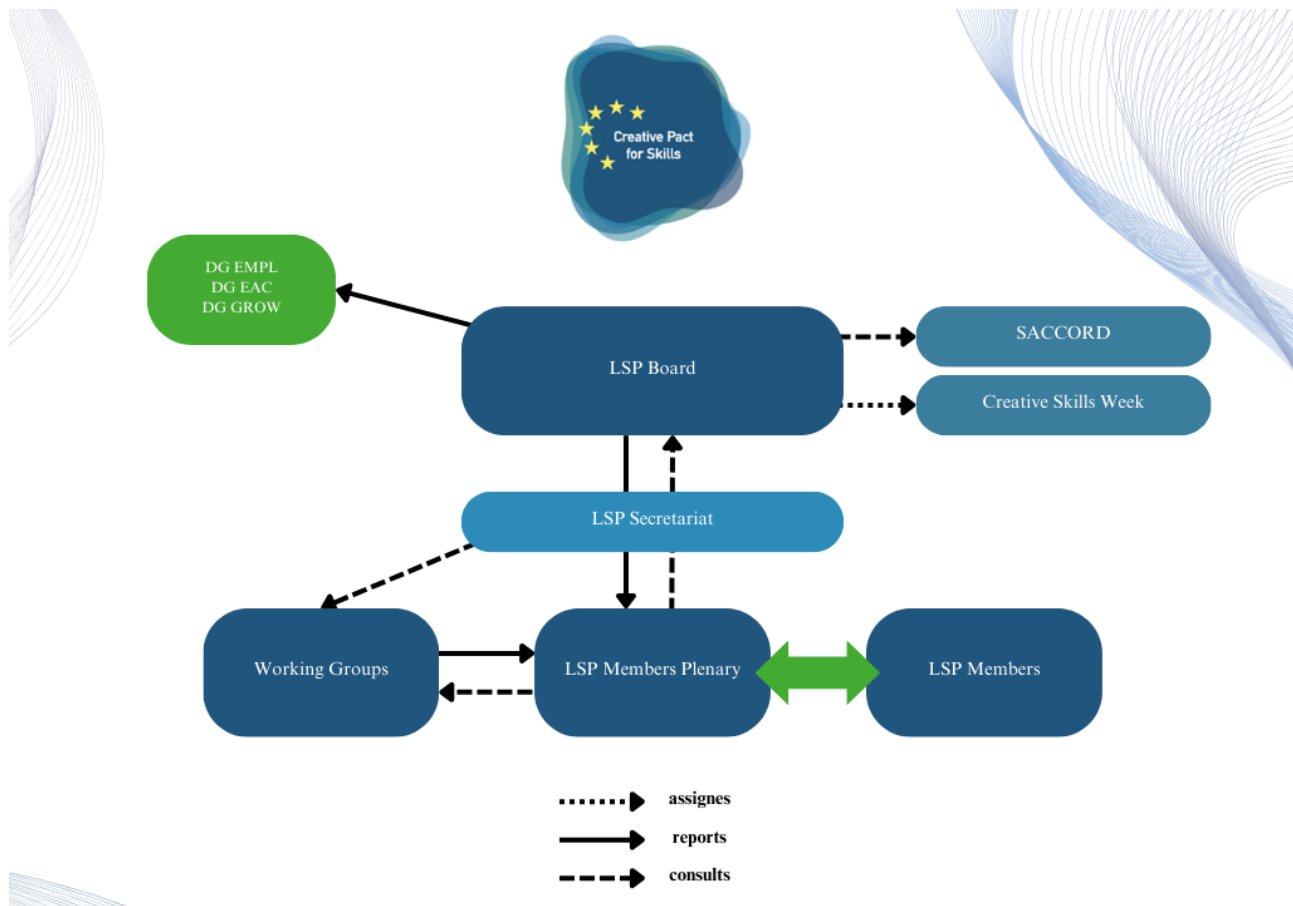 Creative Pact
for Skills
DG EMPL
DG EAC
DG GROW
LSP Board
SACCORD
Creative Skills Week
LSP Secretariat
Working Groups
LSP Members Plenary
LSP Members
assignes
reports
consults